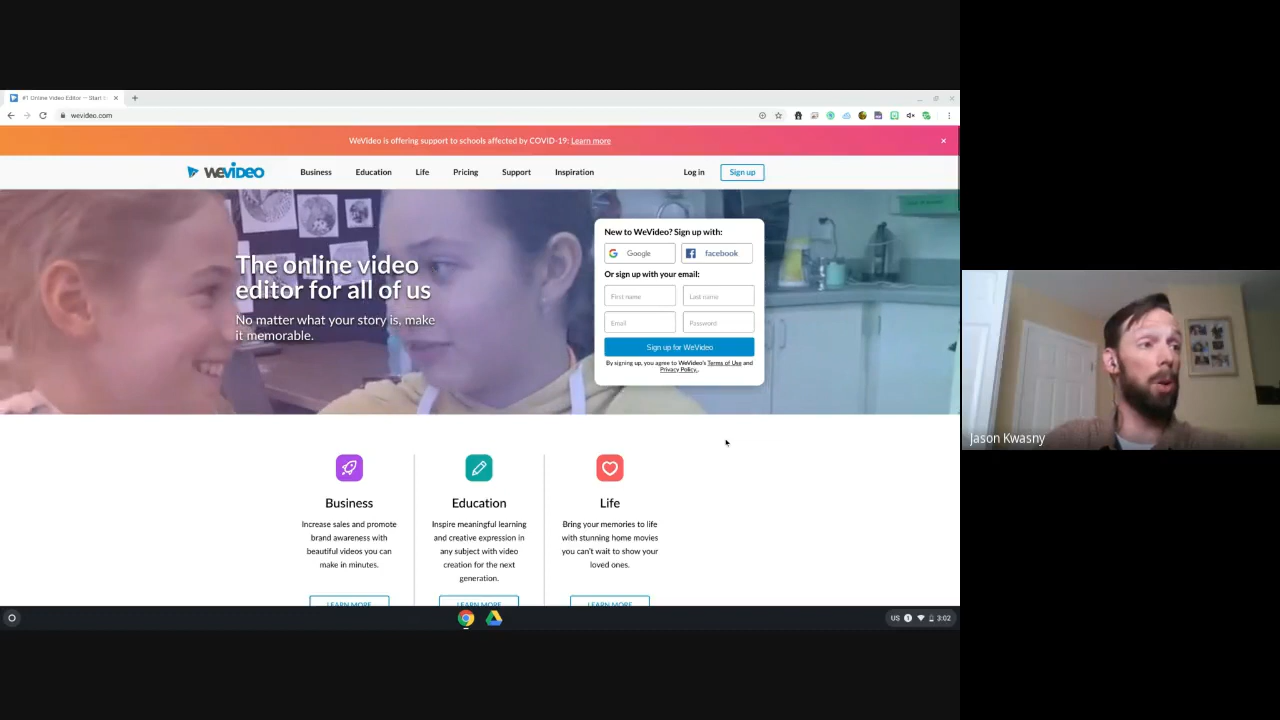 #1 Online Video Editor — Start
wevideo.com
WeVideo is offering support to schools affected by COVID-19: Learn more
wevideo
Business
Education
Life
Pricing
Support
Inspiration
Log in
Sign up
The online video
editor for all of us
No matter what your story is, make
it memorable.
New to WeVideo? Sign up with:
Google
facebook
Or sign up with your email:
First name
Last name
Email
Password
Sign up for WeVideo
By signing up, you agree to WeVideo's Terms of Use and
Privacy Policy.
Jason Kwasny
Business
Increase sales and promote
brand awareness with
beautiful videos you can
make in minutes.
LEARN MORE
Education
Inspire meaningful learning
and creative expression in
any subject with video
creation for the next
generation.
LEARN MORE
Life
Bring your memories to life
with stunning home movies
you can't wait to show your
loved ones.
LEARN MORE
US
1
3:02